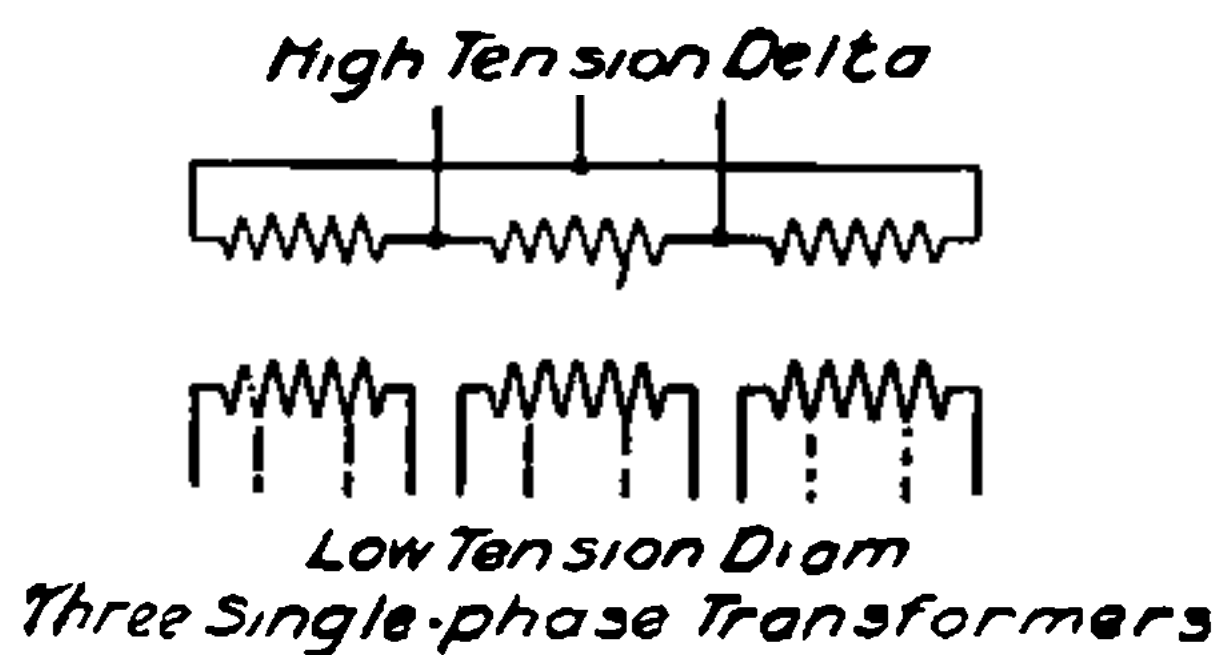 High Tension Delta
Low Tension Diam
Three Single-phase Transformers